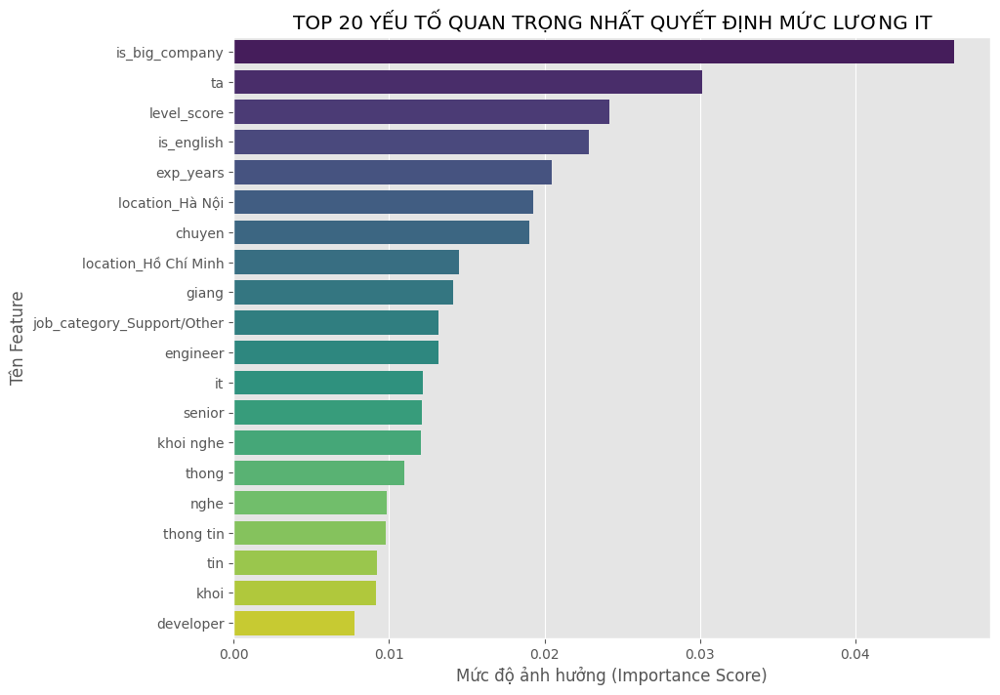 TOP 20 YẾU TỐ QUAN TRỌNG NHẤT QUYẾT ĐỊNH MỨC LƯƠNG IT
is_big_company
ta
level_score
is_english
exp_years
location_Hà Nội
chuyen
location_Hồ Chí Minh
giang
job_category_Support/Other
engineer
it
senior
khoi nghe
thong
nghe
thong tin
tin
khoi
developer
Tên Feature
0.00 0.01 0.02 0.03 0.04
Mức độ ảnh hưởng (Importance Score)